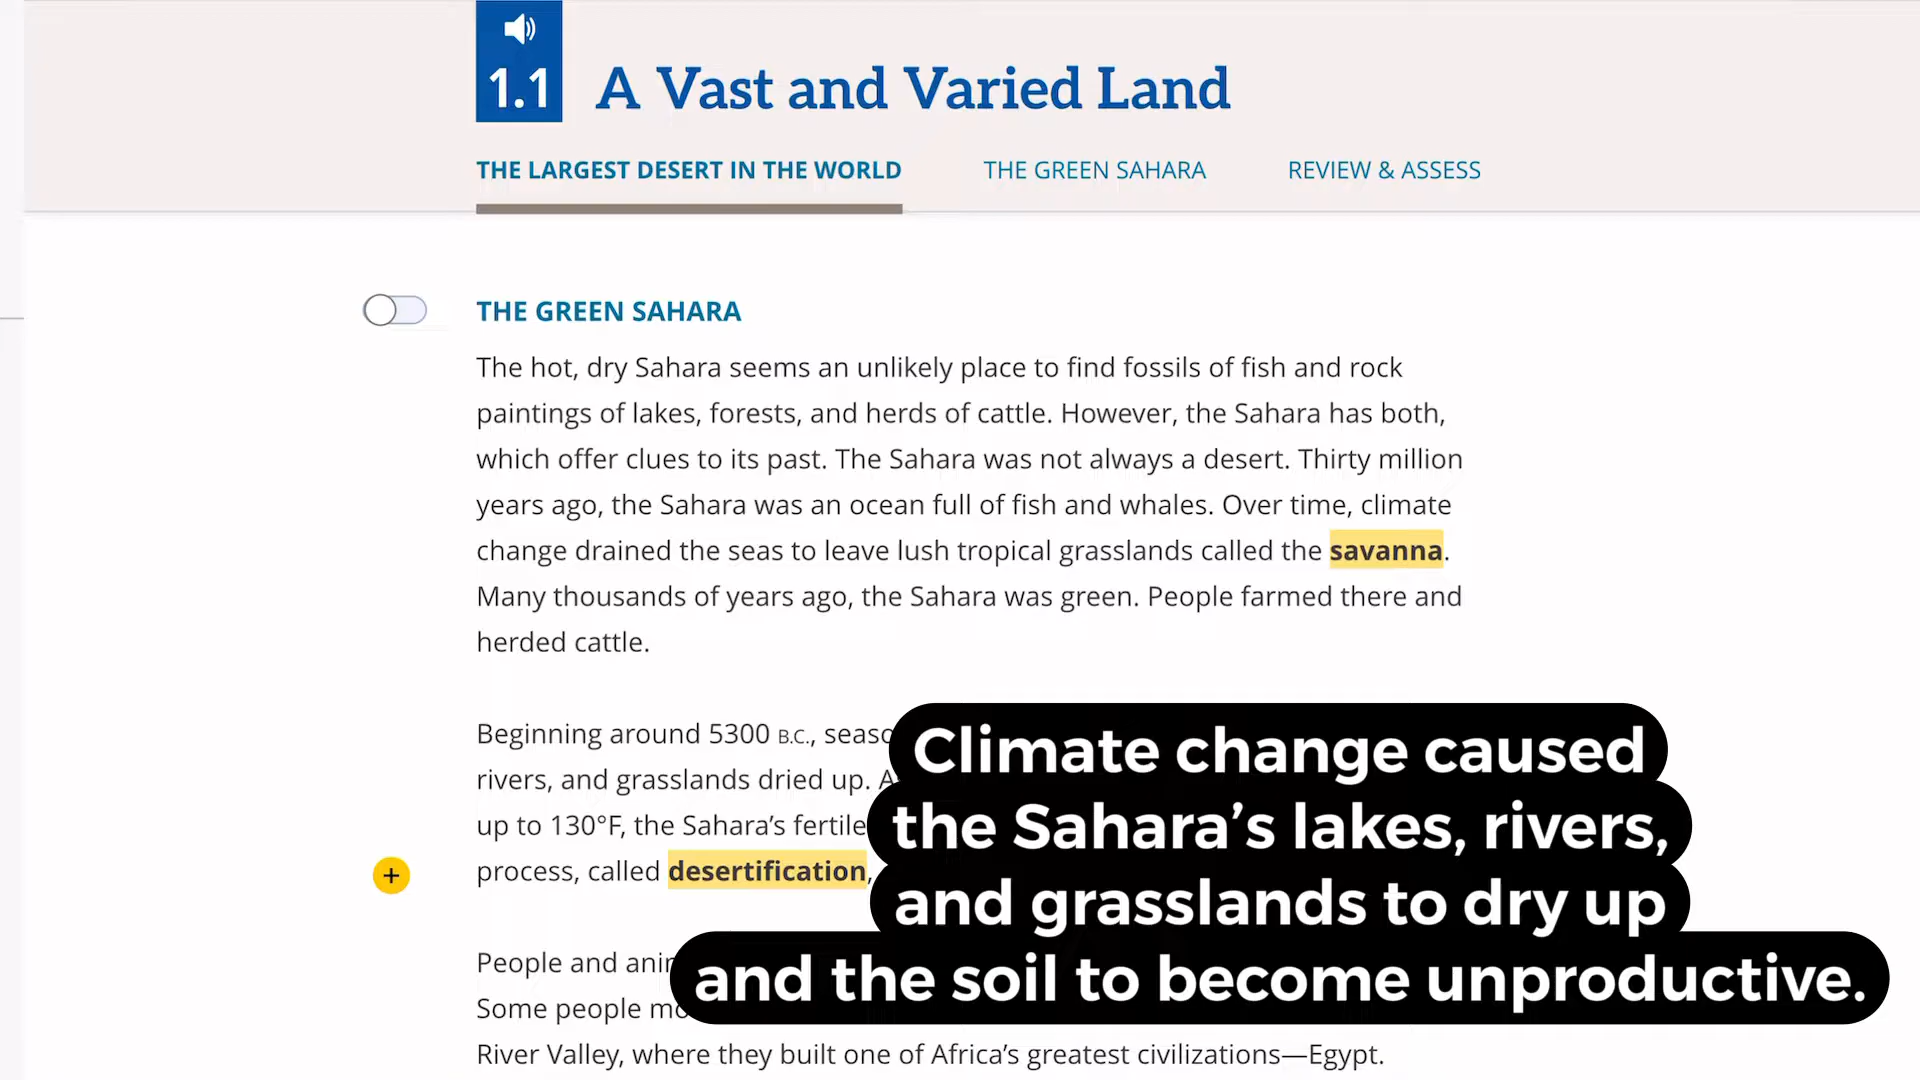 1.1 A Vast and Varied Land
THE LARGEST DESERT IN THE WORLD THE GREEN SAHARA REVIEW & ASSESS
THE GREEN SAHARA
The hot, dry Sahara seems an unlikely place to find fossils of fish and rock
paintings of lakes, forests, and herds of cattle. However, the Sahara has both,
which offer clues to its past. The Sahara was not always a desert. Thirty million
years ago, the Sahara was an ocean full of fish and whales. Over time, climate
change drained the seas to leave lush tropical grasslands called the savanna.
Many thousands of years ago, the Sahara was green. People farmed there and
herded cattle.
Beginning around 5300 B.C.,
rivers, and grasslands dried up.
up to 130°F, the Sahara's fertile
process, called desertification,
People and
Some people
River Valley, where they built one of Africa's greatest civilizations—Egypt.
Climate change caused
the Sahara's lakes, rivers,
and grasslands to dry up
and the soil to become unproductive.